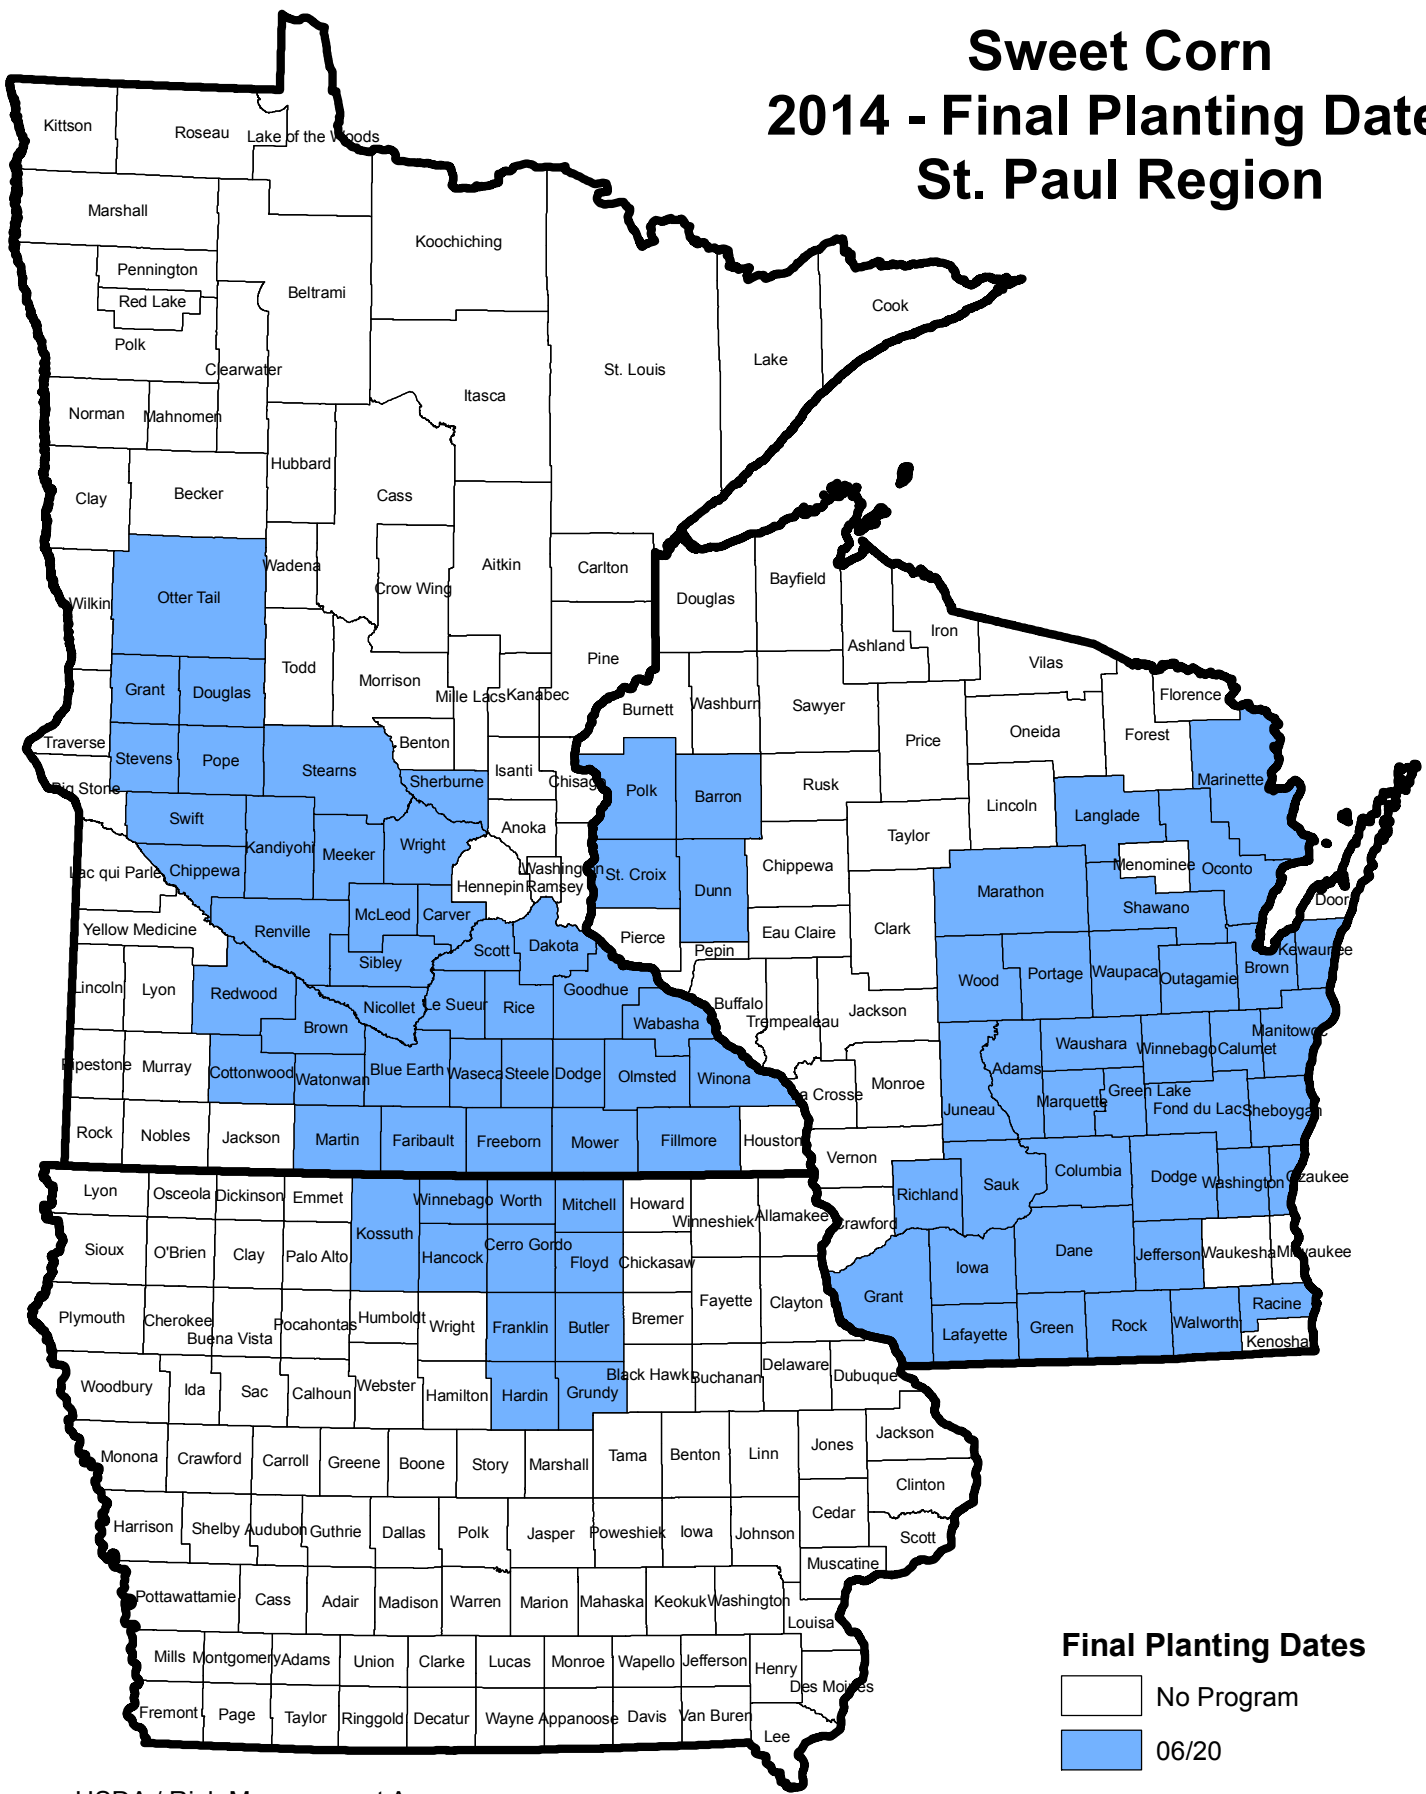 Sweet Corn
2014 - Final Planting Date
St. Paul Region
Kittson
Roseau
Lake of the Woods
Marshall
Koochiching
Pennington
Beltrami
Red Lake
Cook
Polk
Lake
Clearwater
St. Louis
Itasca
Norman
Mahnomen
Hubbard
Becker
Cass
Clay
Aitkin
Wadena
Carlton
Bayfield
Crow Wing
Otter Tail
Douglas
Wilkin
Iron
Ashland
Pine
Vilas
Todd
Morrison
Grant
Douglas
Mille Lacs
Kanabec
Florence
Washburn
Sawyer
Burnett
Oneida
Forest
Price
Traverse
Benton
Stevens
Pope
Stearns
Isanti
Sherburne
Chisago
Rusk
Marinette
Big Stone
Polk
Barron
Lincoln
Langlade
Swift
Anoka
Taylor
Wright
Kandiyohi
Meeker
Chippewa
Menominee
Lac qui Parle
Chippewa
Washington
St. Croix
Oconto
Hennepin
Ramsey
Dunn
Marathon
Door
McLeod
Carver
Shawano
Yellow Medicine
Renville
Clark
Eau Claire
Pierce
Dakota
Scott
Pepin
Kewaunee
Sibley
Brown
Waupaca
Portage
Wood
Outagamie
Lincoln
Lyon
Redwood
Goodhue
Le Sueur
Rice
Nicollet
Buffalo
Jackson
Trempealeau
Wabasha
Brown
Manitowoc
Waushara
Winnebago
Calumet
Pipestone
Murray
Cottonwood
Watonwan
Blue Earth
Waseca
Steele
Dodge
Olmsted
Winona
Adams
Monroe
La Crosse
Green Lake
Marquette
Juneau
Fond du Lac
Sheboygan
Rock
Nobles
Jackson
Martin
Faribault
Freeborn
Mower
Fillmore
Houston
Vernon
Columbia
Dodge
Washington
Ozaukee
Sauk
Richland
Lyon
Osceola
Dickinson
Emmet
Winnebago
Worth
Mitchell
Howard
Winneshiek
Allamakee
Crawford
Kossuth
Sioux
O'Brien
Clay
Palo Alto
Hancock
Cerro Gordo
Floyd
Chickasaw
Dane
Jefferson
Waukesha
Milwaukee
Iowa
Grant
Fayette
Clayton
Plymouth
Cherokee
Buena Vista
Pocahontas
Humboldt
Wright
Franklin
Butler
Bremer
Racine
Walworth
Rock
Green
Lafayette
Kenosha
Woodbury
Ida
Sac
Calhoun
Webster
Hamilton
Hardin
Grundy
Black Hawk
Buchanan
Delaware
Dubuque
Monona
Crawford
Carroll
Greene
Boone
Story
Marshall
Tama
Benton
Linn
Jones
Jackson
Clinton
Cedar
Harrison
Shelby
Audubon
Guthrie
Dallas
Polk
Jasper
Poweshiek
Iowa
Johnson
Scott
Muscatine
Pottawattamie
Cass
Adair
Madison
Warren
Marion
Mahaska
Keokuk
Washington
Louisa
Mills
Montgomery
Adams
Union
Clarke
Lucas
Monroe
Wapello
Jefferson
Henry
Des Moines
Fremont
Page
Taylor
Ringgold
Decatur
Wayne
Appanoose
Davis
Van Buren
Lee
Final Planting Dates
No Program
06/20